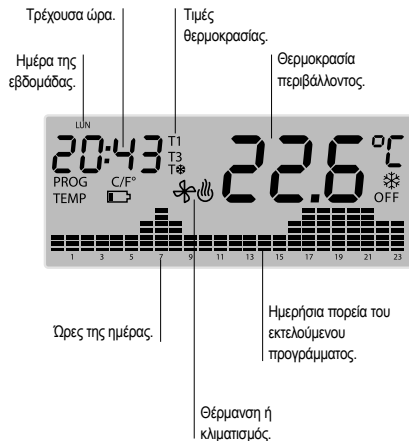 Τρέχουσα ώρα.
Τιμές
θερμοκρασίας.
Ημέρα της
εβδομάδας.
Θερμοκρασία
περιβάλλοντος.
LUN
20:43
T1
T3
T❄
22.6 °C
PROG C/F°
TEMP
OFF
1 3 5 7 9 11 13 15 17 19 21 23
Ώρες της ημέρας.
Ημερήσια πορεία του
εκτελούμενου
προγράμματος.
Θέρμανση ή
κλιματισμός.